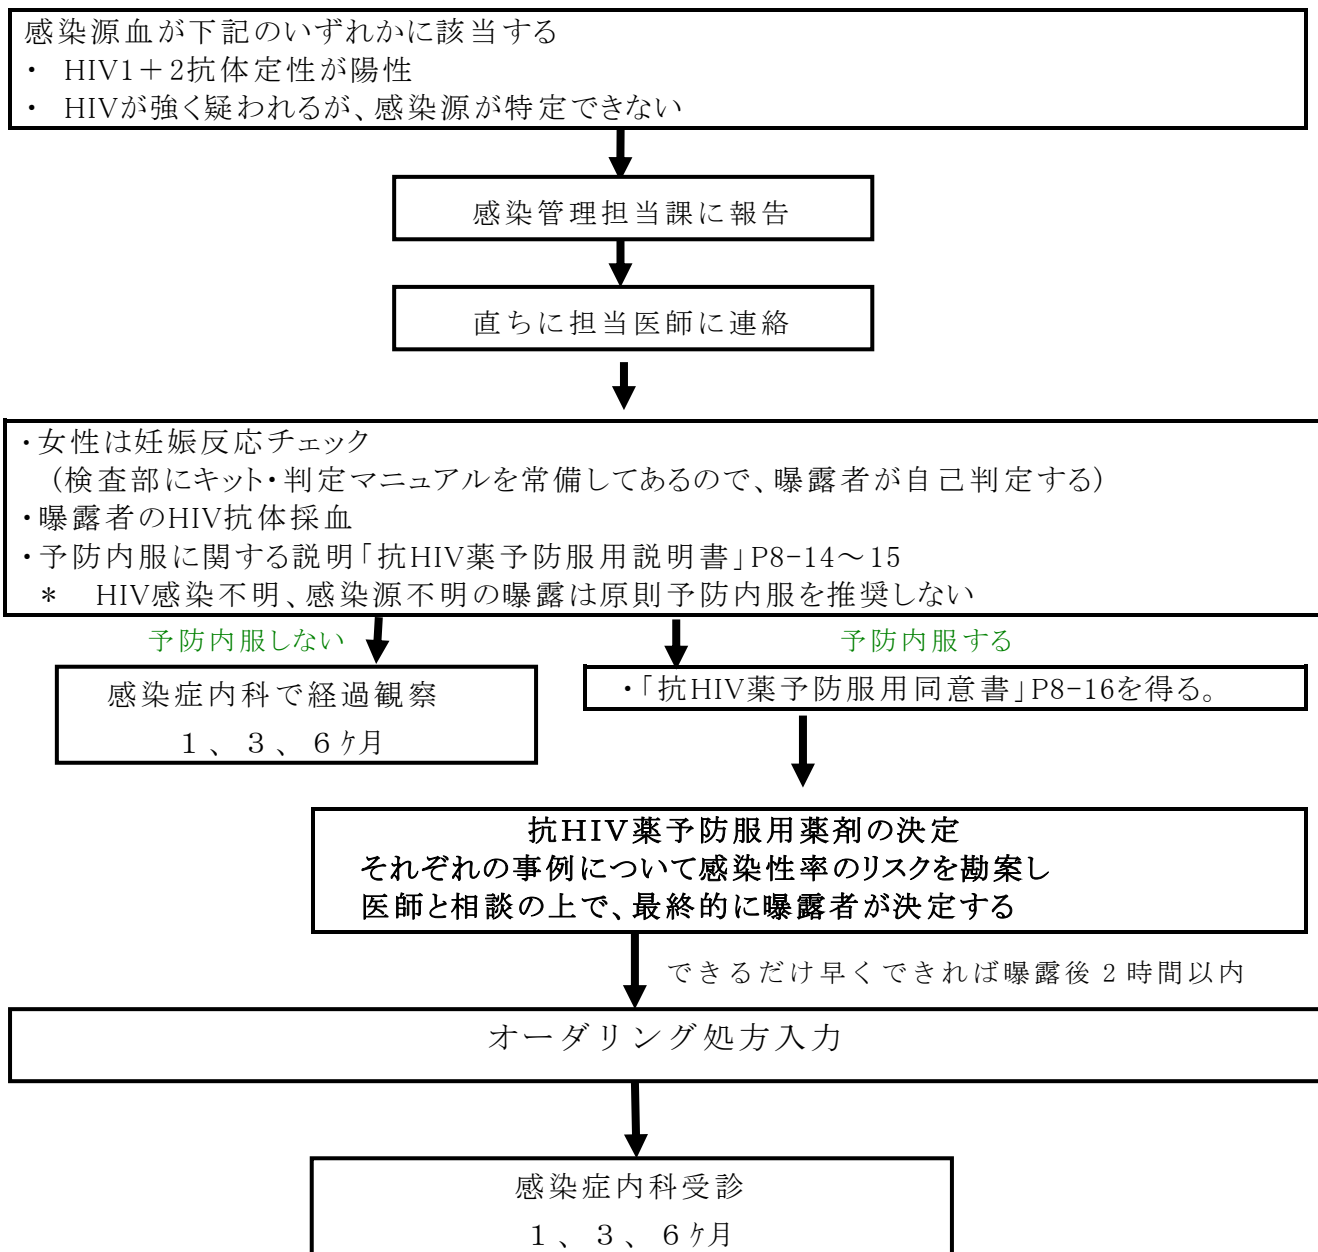 感染源血が下記のいずれかに該当する
・ HIV1＋2抗体定性が陽性
・ HIVが強く疑われるが、感染源が特定できない
感染管理担当課に報告
直ちに担当医師に連絡
・女性は妊娠反応チェック
（検査部にキット・判定マニュアルを常備してあるので、曝露者が自己判定する）
・曝露者のHIV抗体採血
・予防内服に関する説明「抗HIV薬予防服用説明書」P8-14～15
＊ HIV感染不明、感染源不明の曝露は原則予防内服を推奨しない
予防内服しない
予防内服する
感染症内科で経過観察
１、３、６ｹ月
・「抗HIV薬予防服用同意書」P8-16を得る。
抗HIV薬予防服用薬剤の決定
それぞれの事例について感染性率のリスクを勘案し
医師と相談の上で、最終的に曝露者が決定する
できるだけ早くできれば曝露後２時間以内
オーダリング処方入力
感染症内科受診
１、３、６ｹ月